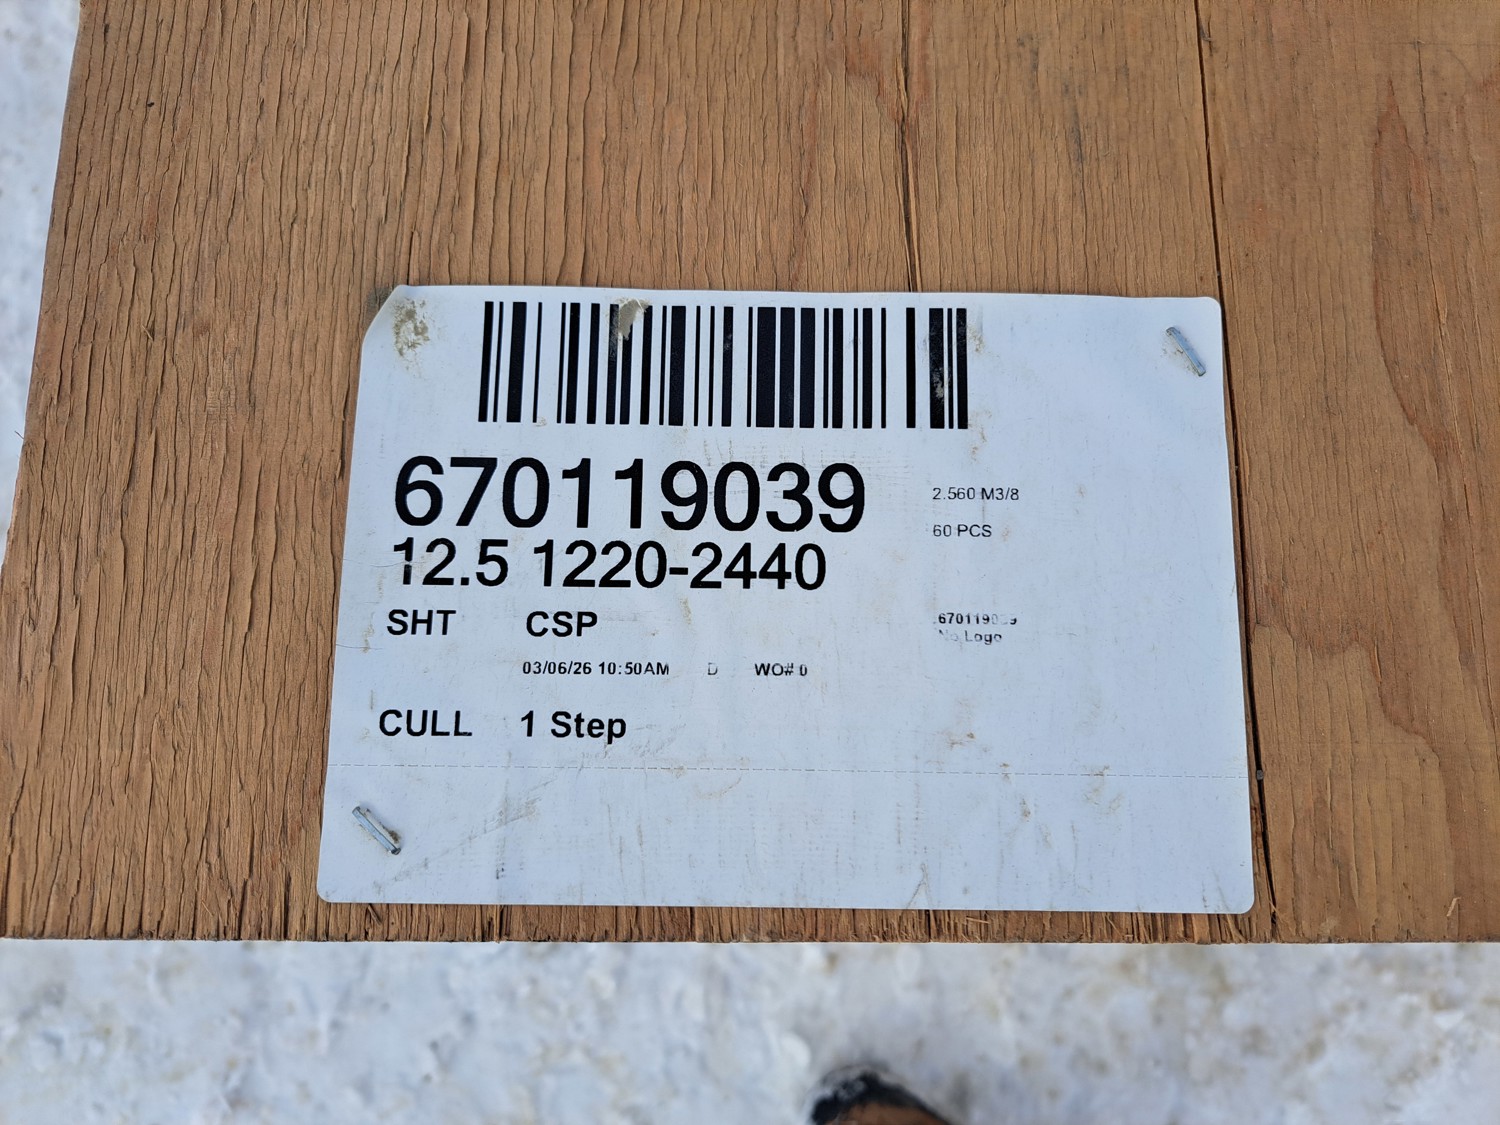 670119039
2.560 M3/8
12.5 1220-2440
60 PCS
SHT CSP
670119039
No Logo
03/06/26 10:50AM D WO# 0
CULL 1 Step